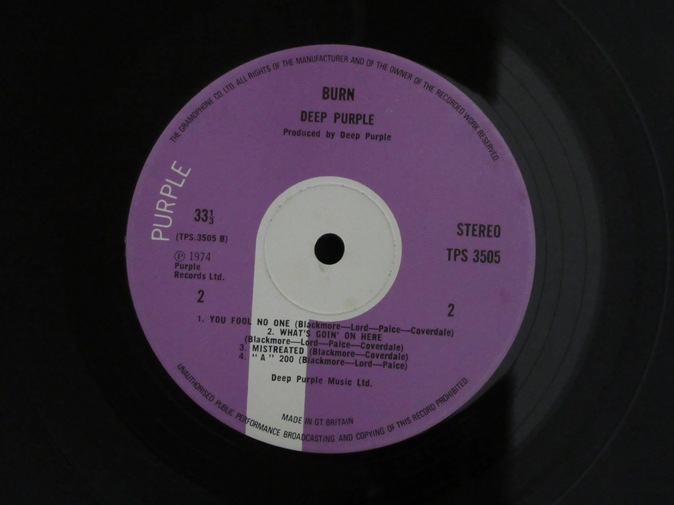 THE GRAMOPHONE CO. LTD. ALL RIGHTS OF THE MANUFACTURER AND OF THE OWNER OF THE RECORDED WORK RESERVED.
BURN
DEEP PURPLE
Produced by Deep Purple
PURPLE
33⅓
(TPS.3505 B)
STEREO
TPS 3505
Ⓟ 1974
Purple
Records Ltd.
2
2
1. YOU FOOL NO ONE (Blackmore—Lord—Paice—Coverdale)
2. WHAT'S GOIN' ON HERE
(Blackmore—Lord—Paice—Coverdale)
3. MISTREATED (Blackmore—Coverdale)
4. "A" 200 (Blackmore—Lord—Paice)
Deep Purple Music Ltd.
MADE IN GT BRITAIN
UNAUTHORISED PUBLIC PERFORMANCE BROADCASTING AND COPYING OF THIS RECORD PROHIBITED.